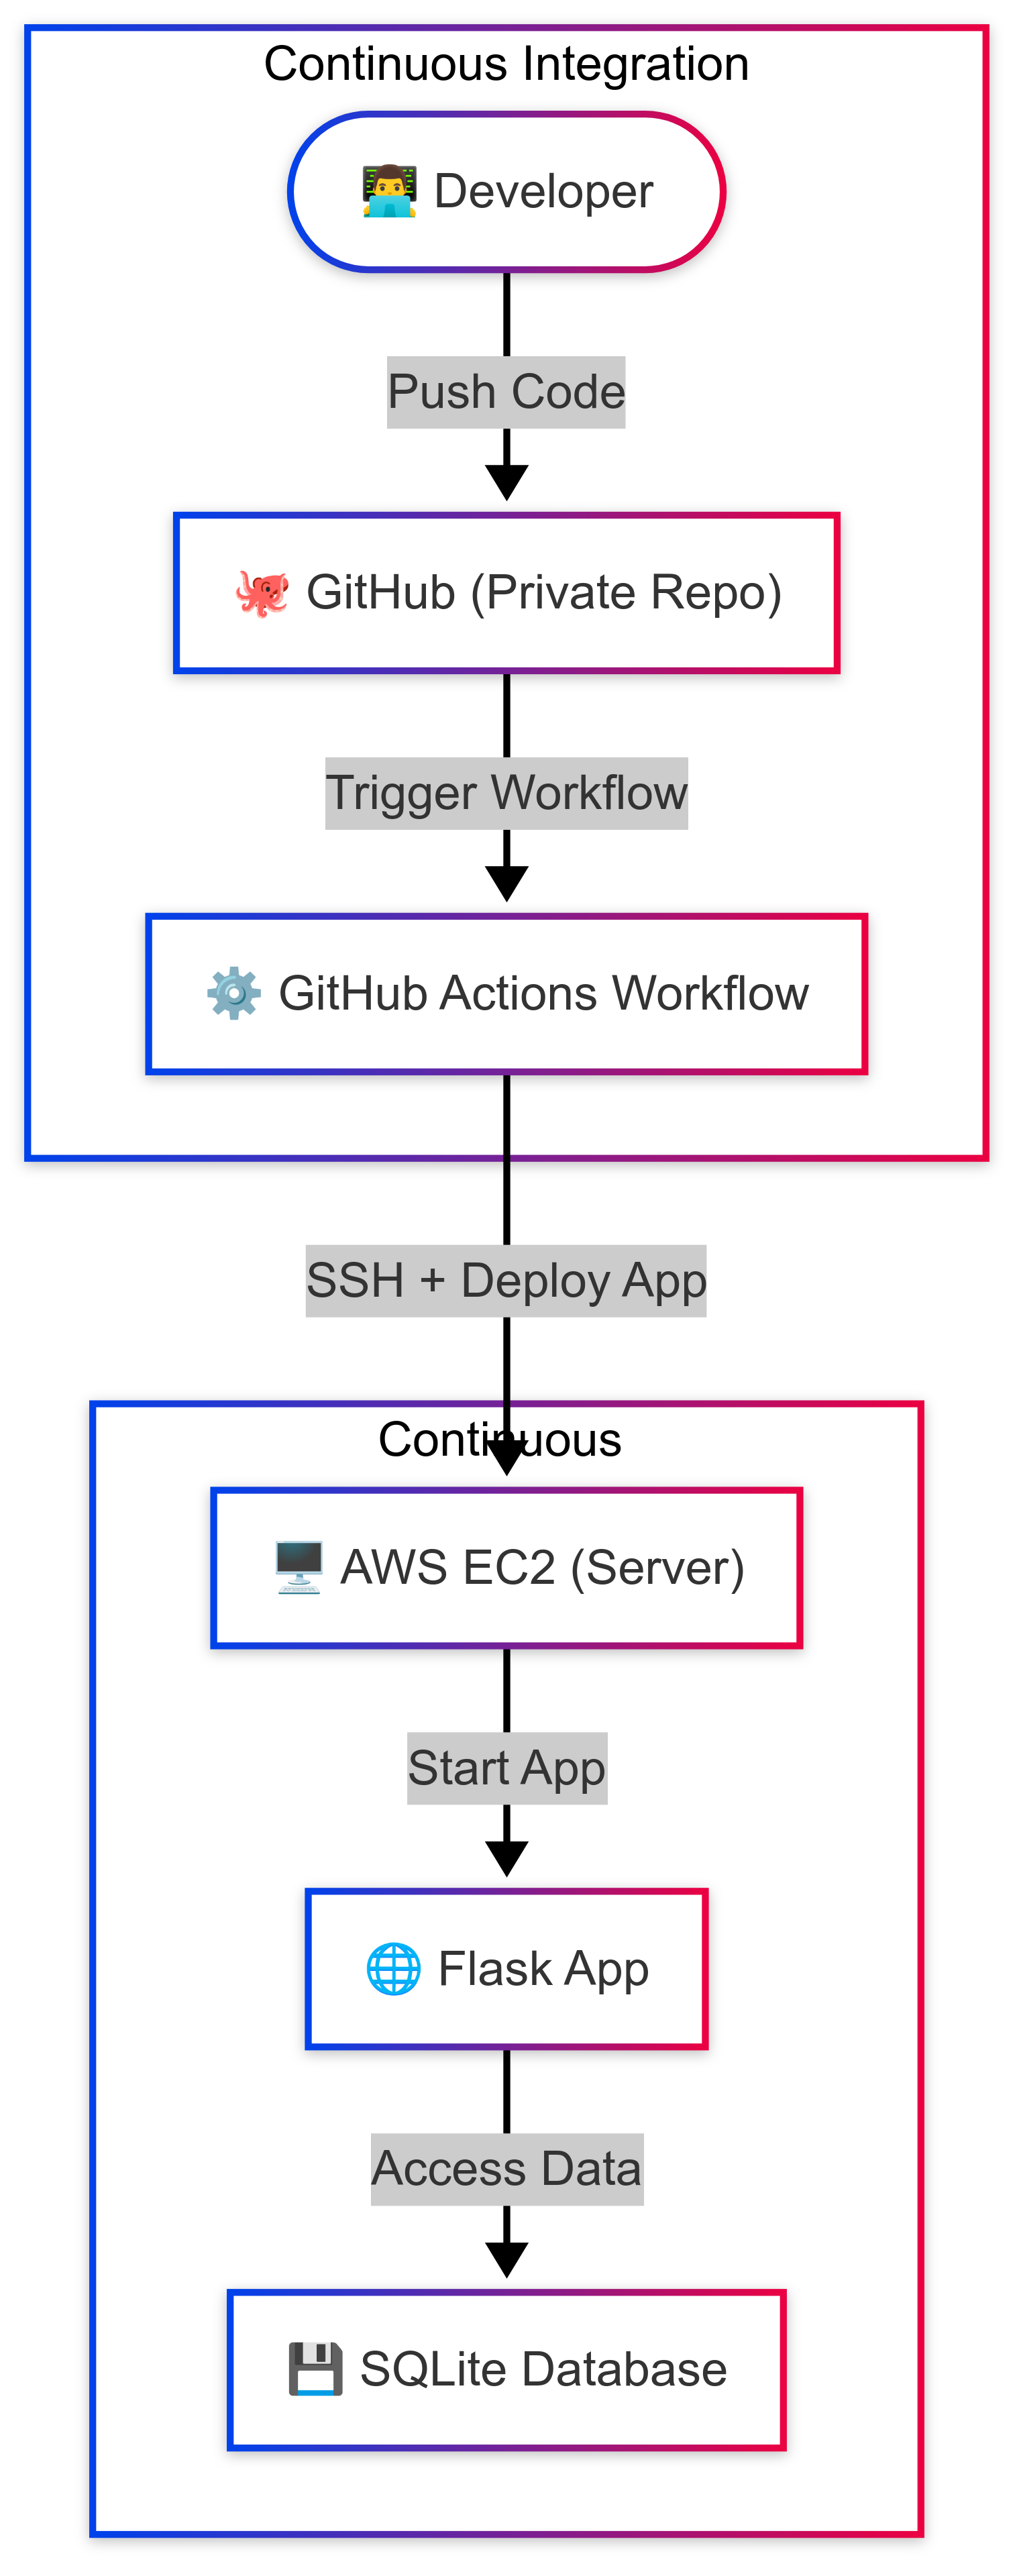 Continuous Integration
Developer
Push Code
GitHub (Private Repo)
Trigger Workflow
GitHub Actions Workflow
SSH + Deploy App
Continuous
AWS EC2 (Server)
Start App
Flask App
Access Data
SQLite Database